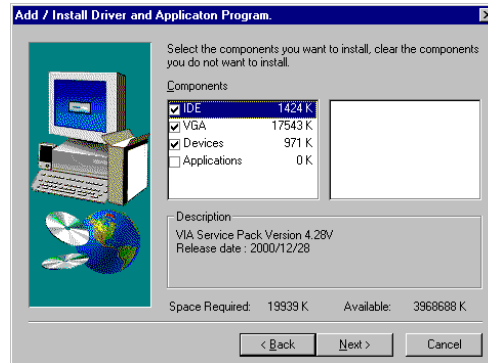 Add / Install Driver and Applicaton Program.
Select the components you want to install, clear the components
you do not want to install.
Components
IDE 1424 K
VGA 17543 K
Devices 971 K
Applications 0 K
Description
VIA Service Pack Version 4.28V
Release date : 2000/12/28
Space Required: 19939 K Available: 3968688 K
< Back Next > Cancel